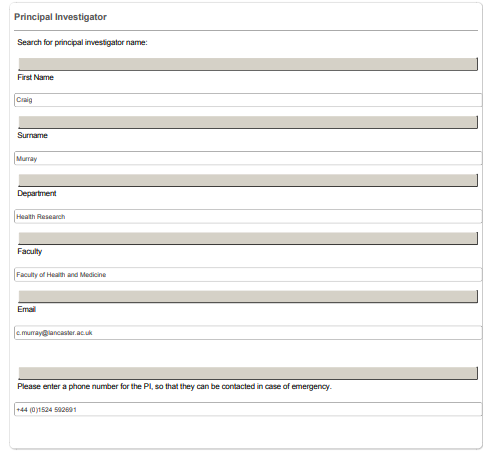 Principal Investigator
Search for principal investigator name:
First Name
Craig
Surname
Murray
Department
Health Research
Faculty
Faculty of Health and Medicine
Email
c.murray@lancaster.ac.uk
Please enter a phone number for the PI, so that they can be contacted in case of emergency.
+44 (0)1524 592691